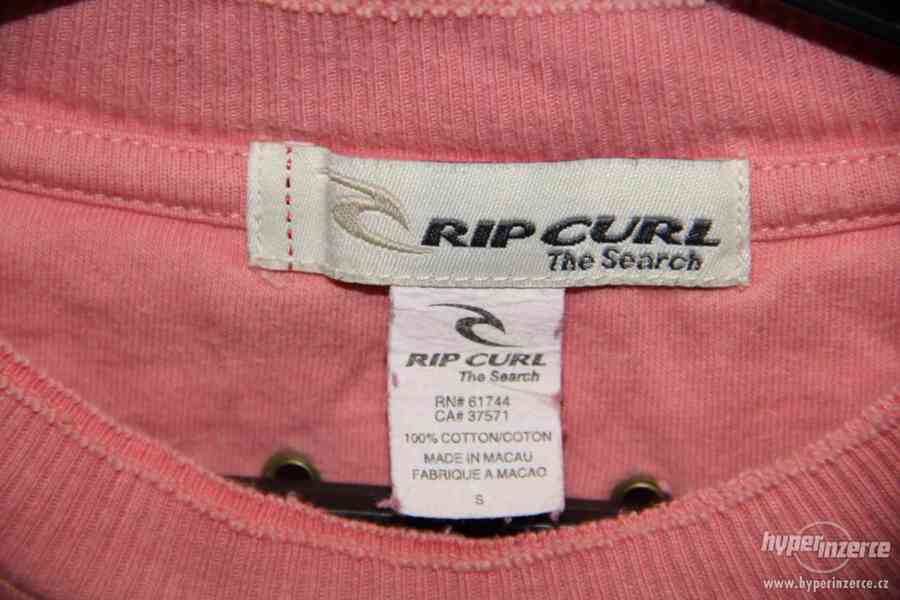 RIP CURL
The Search
RIP CURL
The Search
RN# 61744
CA# 37571
100% COTTON/COTON
MADE IN MACAU
FABRIQUE A MACAO
S
hyperinzerce
www.hyperinzerce.cz